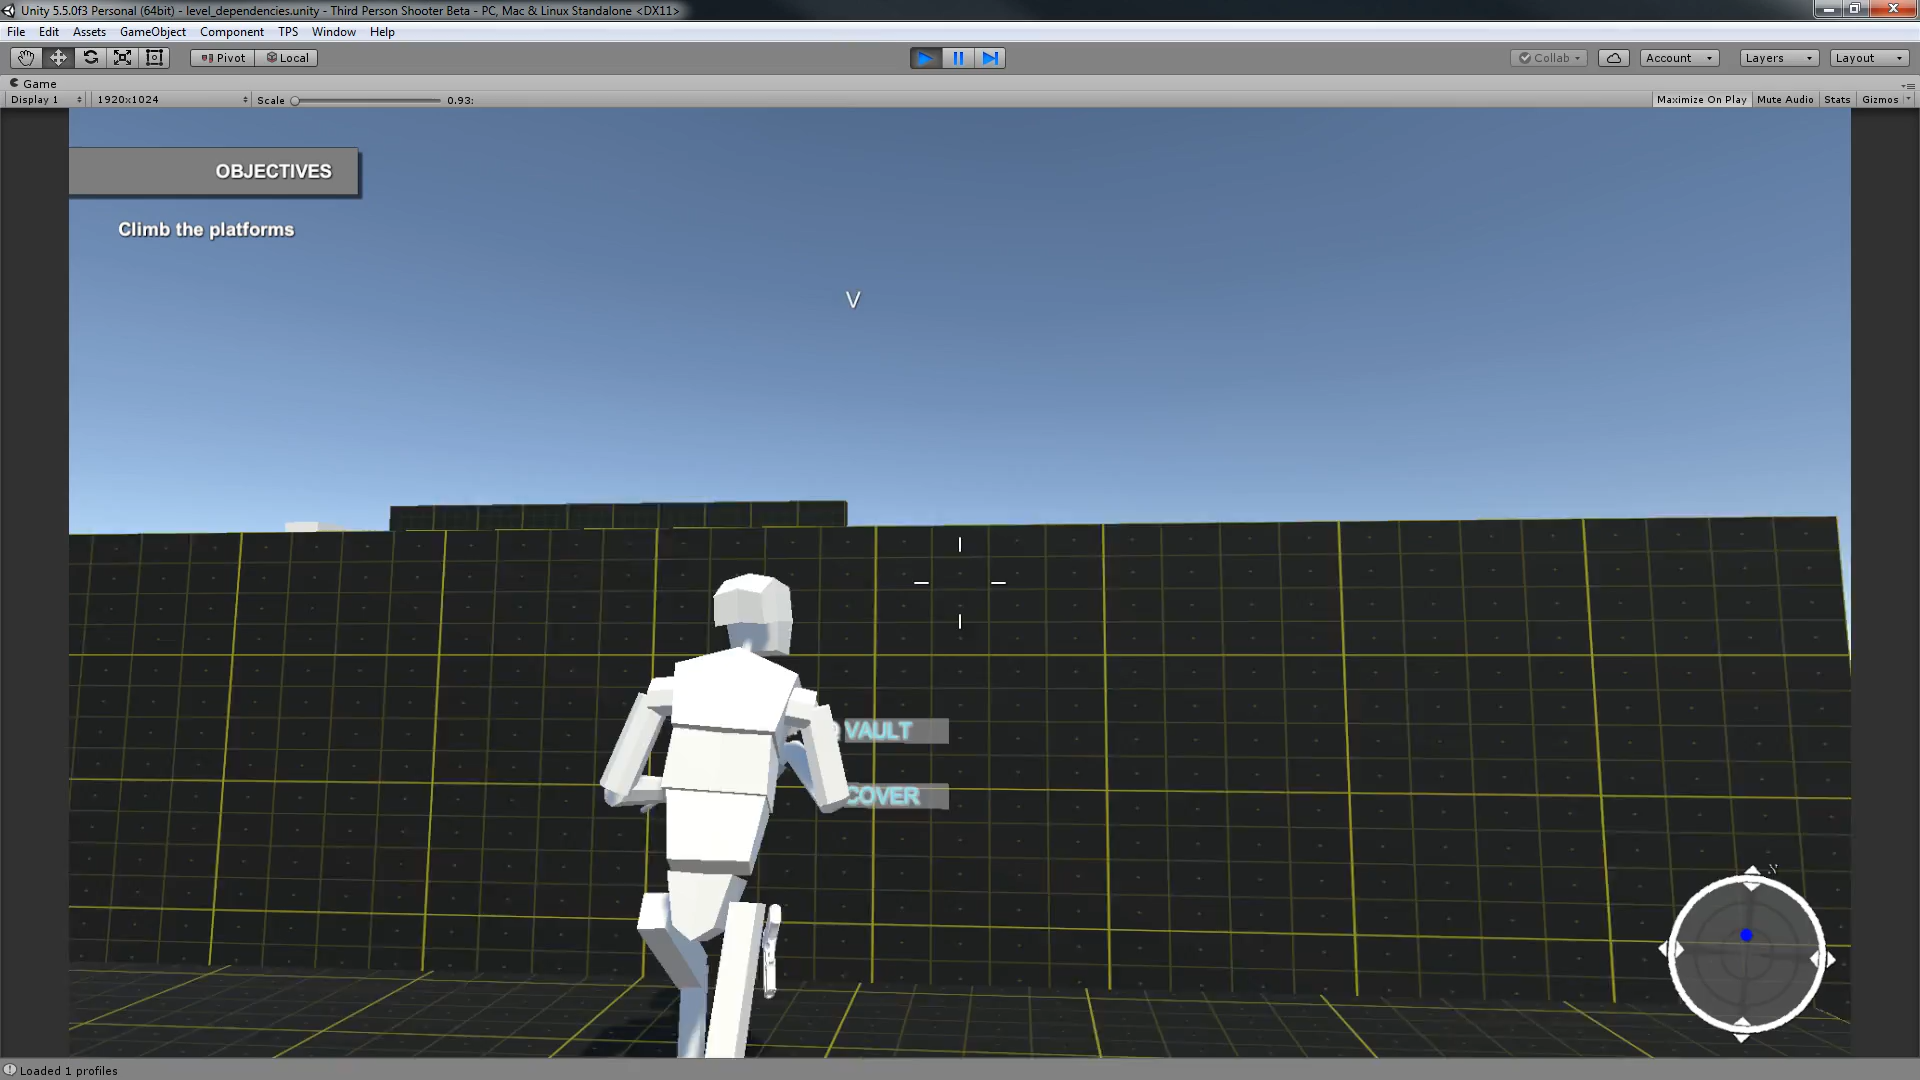 Unity 5.5.0f3 Personal (64bit) - level_dependencies.unity - Third Person Shooter Beta - PC, Mac & Linux Standalone <DX11>
File Edit Assets GameObject Component TPS Window Help
Pivot Local Collab Account Layers Layout
Game
Display 1 1920x1024 Scale 0.93: Maximize On Play Mute Audio Stats Gizmos
OBJECTIVES
Climb the platforms
V
VAULT
COVER
N
Loaded 1 profiles